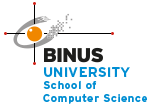 BINUS
UNIVERSITY
School of
Computer Science